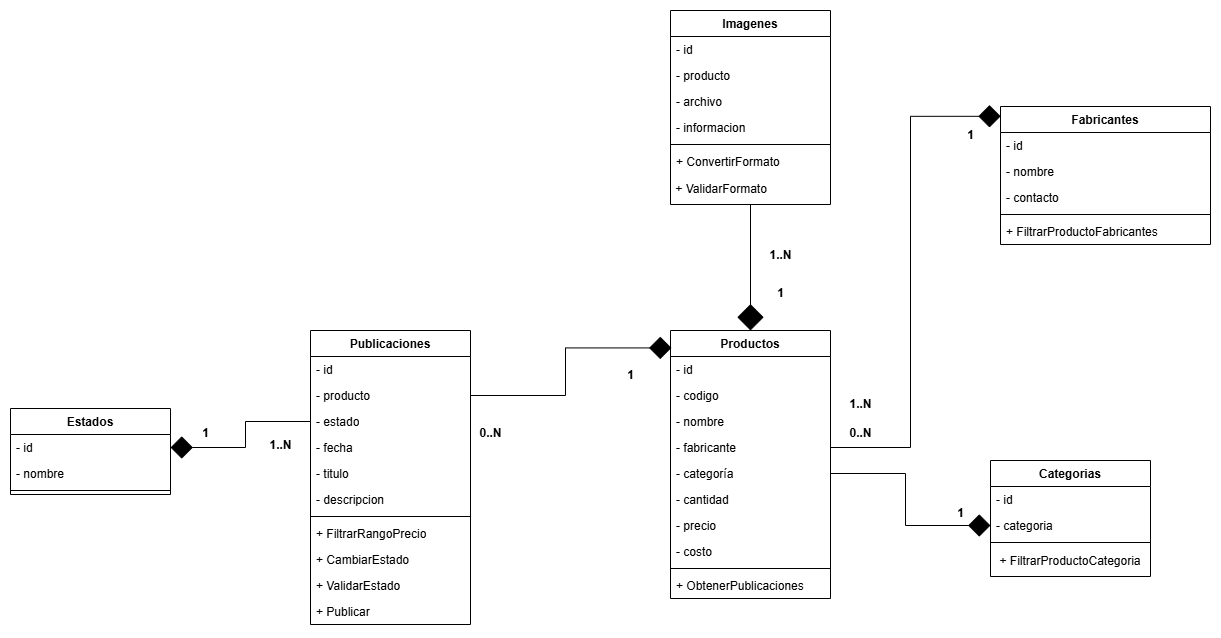 Imagenes
- id
- producto
- archivo
- informacion
+ ConvertirFormato
+ ValidarFormato
Fabricantes
- id
- nombre
- contacto
+ FiltrarProductoFabricantes
1
1..N
1
Publicaciones
- id
- producto
- estado
- fecha
- titulo
- descripcion
+ FiltrarRangoPrecio
+ CambiarEstado
+ ValidarEstado
+ Publicar
1
0..N
Productos
- id
- codigo
- nombre
- fabricante
- categoría
- cantidad
- precio
- costo
+ ObtenerPublicaciones
1..N
0..N
Estados
- id
- nombre
1
1..N
Categorias
- id
- categoria
+ FiltrarProductoCategoria
1